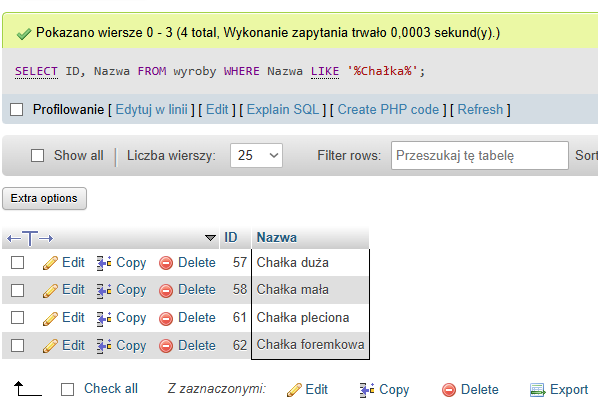 Pokazano wiersze 0 - 3 (4 total, Wykonanie zapytania trwało 0,0003 sekund(y).)
SELECT ID, Nazwa FROM wyroby WHERE Nazwa LIKE '%Chałka%';
Profilowanie [ Edytuj w linii ] [ Edit ] [ Explain SQL ] [ Create PHP code ] [ Refresh ]
Show all Liczba wierszy: 25 Filter rows: Przeszukaj tę tabelę Sort
Extra options
ID Nazwa
Edit Copy Delete 57 Chałka duża
Edit Copy Delete 58 Chałka mała
Edit Copy Delete 61 Chałka pleciona
Edit Copy Delete 62 Chałka foremkowa
Check all Z zaznaczonymi: Edit Copy Delete Export